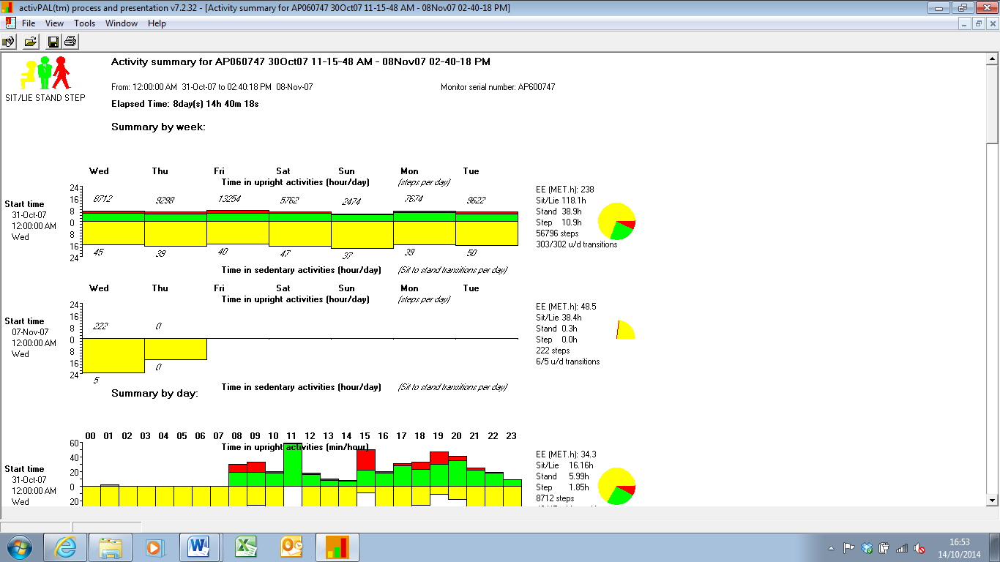 activPAL(tm) process and presentation v7.2.32 - [Activity summary for AP060747 30Oct07 11-15-48 AM - 08Nov07 02-40-18 PM]
File View Tools Window Help
Activity summary for AP060747 30Oct07 11-15-48 AM - 08Nov07 02-40-18 PM
SIT/LIE STAND STEP
From: 12:00:00 AM 31-Oct-07 to 02:40:18 PM 08-Nov-07 Monitor serial number: AP600747
Elapsed Time: 8day(s) 14h 40m 18s
Summary by week:
Wed Thu Fri Sat Sun Mon Tue
Time in upright activities (hour/day) (steps per day)
24
16
8
0
8
16
24
8712 9298 13254 5762 2474 7674 9622
Start time
31-Oct-07
12:00:00 AM
Wed
45 39 40 47 37 39 50
Time in sedentary activities (hour/day) (Sit to stand transitions per day)
EE (MET.h): 238
Sit/Lie 118.1h
Stand 38.9h
Step 10.9h
56796 steps
303/302 u/d transitions
Wed Thu Fri Sat Sun Mon Tue
Time in upright activities (hour/day) (steps per day)
24
16
8
0
8
16
24
222 0
Start time
07-Nov-07
12:00:00 AM
Wed
5 0
Time in sedentary activities (hour/day) (Sit to stand transitions per day)
EE (MET.h): 48.5
Sit/Lie 38.4h
Stand 0.3h
Step 0.0h
222 steps
6/5 u/d transitions
Summary by day:
00 01 02 03 04 05 06 07 08 09 10 11 12 13 14 15 16 17 18 19 20 21 22 23
Time in upright activities (min/hour)
60
40
20
0
20
Start time
31-Oct-07
12:00:00 AM
Wed
EE (MET.h): 34.3
Sit/Lie 16.16h
Stand 5.99h
Step 1.85h
8712 steps
16:53
14/10/2014